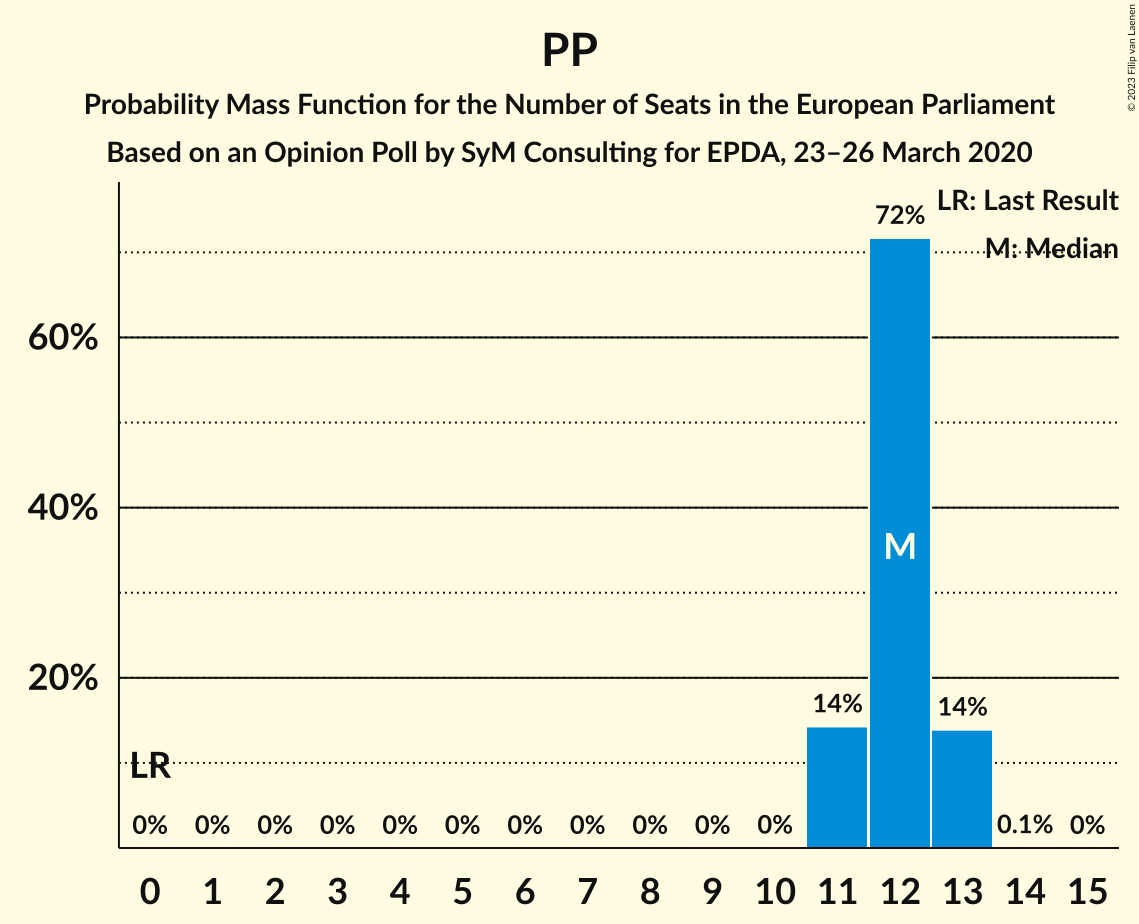 PP
Probability Mass Function for the Number of Seats in the European Parliament
Based on an Opinion Poll by SyM Consulting for EPDA, 23–26 March 2020
© 2023 Filip van Laenen
LR: Last Result
M: Median
72%
60%
40%
M
20%
14%
14%
LR
0% 0% 0% 0% 0% 0% 0% 0% 0% 0% 0% 0.1% 0%
0 1 2 3 4 5 6 7 8 9 10 11 12 13 14 15